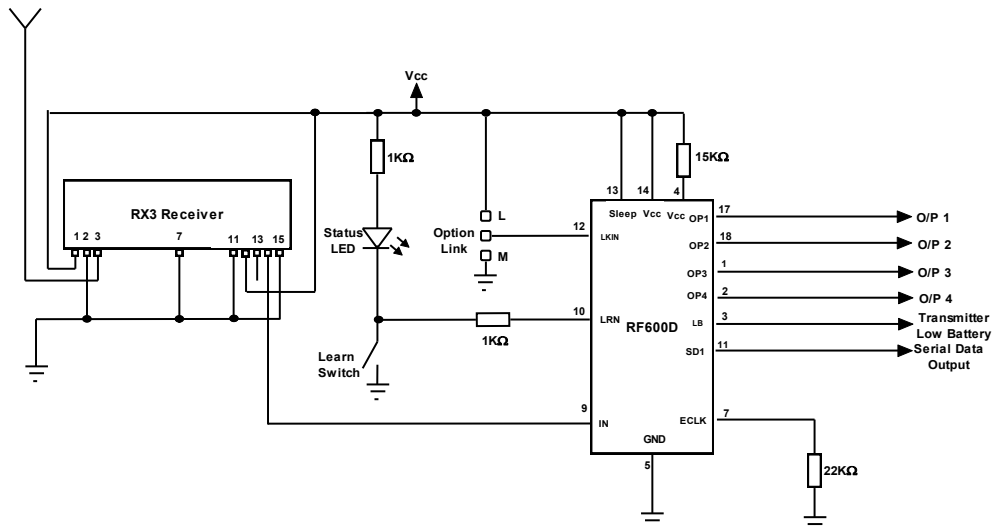 Vcc
1KΩ
15KΩ
RX3 Receiver
1 2 3 7 11 13 15
Status
LED
Option
Link
L
M
12
13 14 4
Sleep Vcc Vcc
LKIN
OP1
17
O/P 1
OP2
18
O/P 2
OP3
1
O/P 3
OP4
2
O/P 4
LB
3
Transmitter
Low Battery
SD1
11
Serial Data
Output
RF600D
10
LRN
1KΩ
Learn
Switch
9
IN
ECLK
7
GND
5
22KΩ